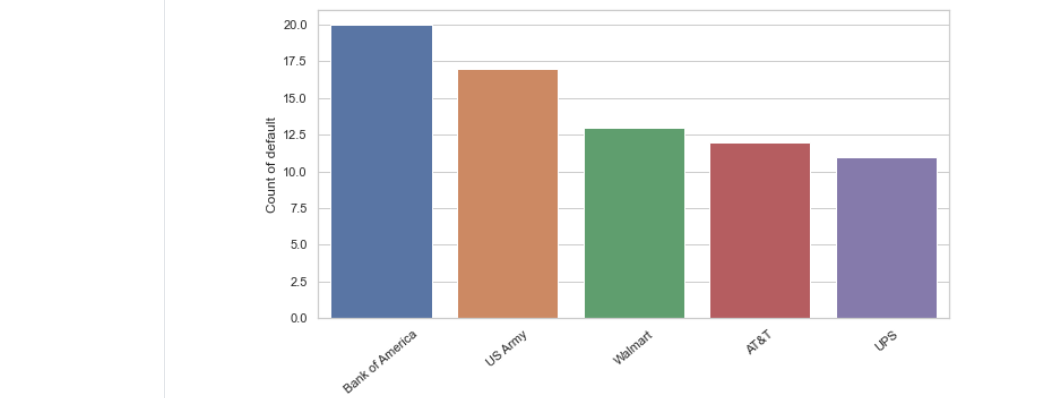 20.0
17.5
15.0
12.5
10.0
7.5
5.0
2.5
0.0
Count of default
Bank of America
US Army
Walmart
AT&T
UPS